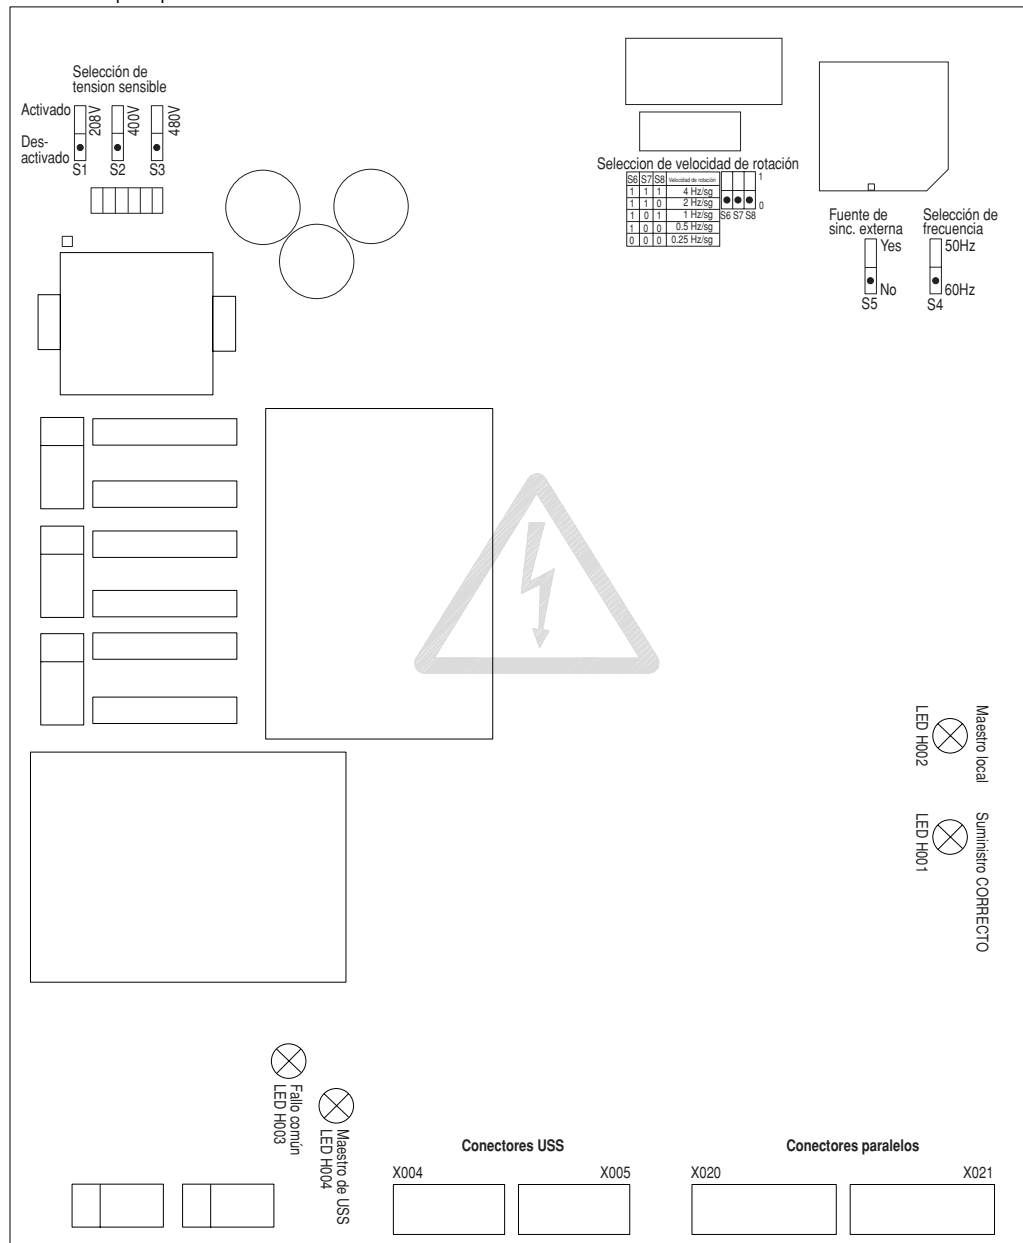 Selección de
tension sensible
Activado
Des-
activado
208V
400V
480V
S1 S2 S3
Seleccion de velocidad de rotación
S6 S7 S8 Velocidad de rotación
1 1 1 4 Hz/sg
1 1 0 2 Hz/sg
1 0 1 1 Hz/sg
1 0 0 0.5 Hz/sg
0 0 0 0.25 Hz/sg
1
0
S6 S7 S8
Fuente de
sinc. externa
Yes
No
S5
Selección de
frecuencia
50Hz
60Hz
S4
Maestro local
LED H002
Suministro CORRECTO
LED H001
Fallo común
LED H003
Maestro de USS
LED H004
Conectores USS
X004 X005
Conectores paralelos
X020 X021